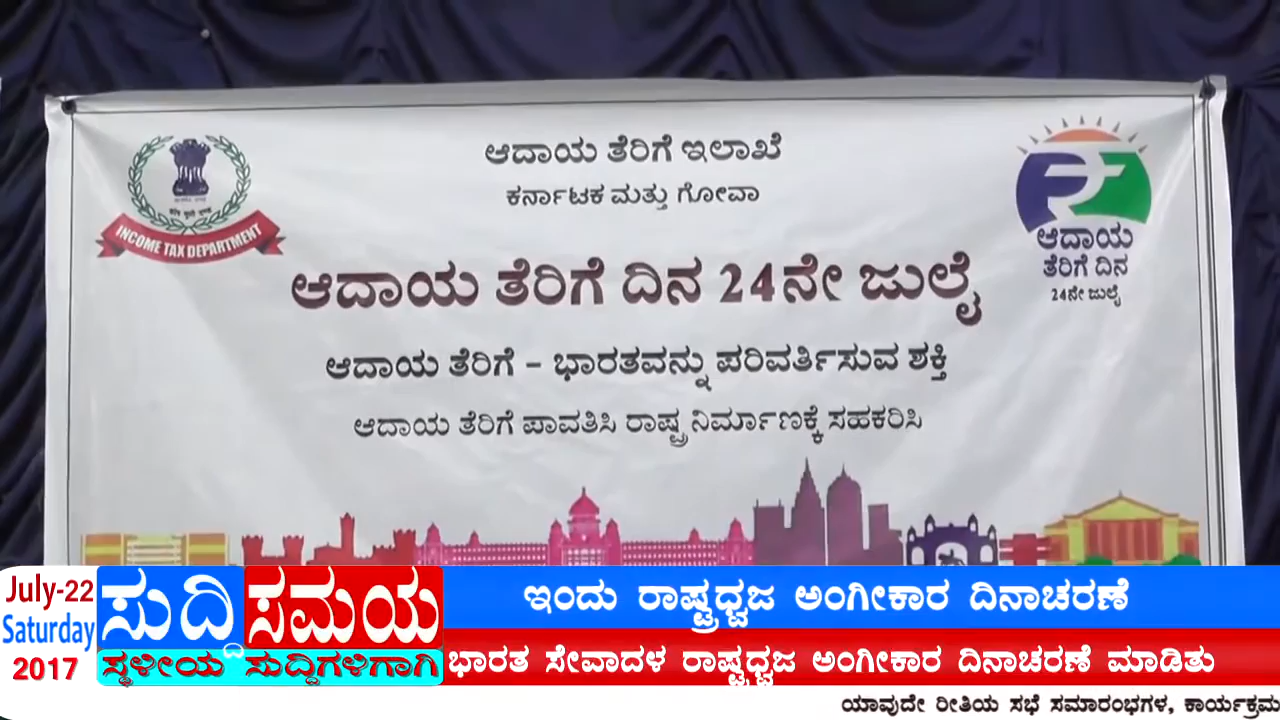 ಆದಾಯ ತೆರಿಗೆ ಇಲಾಖೆ
ಕರ್ನಾಟಕ ಮತ್ತು ಗೋವಾ
INCOME TAX DEPARTMENT
ಆದಾಯ
ತೆರಿಗೆ ದಿನ
24ನೇ ಜುಲೈ
ಆದಾಯ ತೆರಿಗೆ ದಿನ 24ನೇ ಜುಲೈ
ಆದಾಯ ತೆರಿಗೆ – ಭಾರತವನ್ನು ಪರಿವರ್ತಿಸುವ ಶಕ್ತಿ
ಆದಾಯ ತೆರಿಗೆ ಪಾವತಿಸಿ ರಾಷ್ಟ್ರ ನಿರ್ಮಾಣಕ್ಕೆ ಸಹಕರಿಸಿ
July-22
Saturday
2017
ಸುದ್ದಿ ಸಮಯ
ಸ್ಥಳೀಯ ಸುದ್ದಿಗಳಿಗಾಗಿ
ಇಂದು ರಾಷ್ಟ್ರಧ್ವಜ ಅಂಗೀಕಾರ ದಿನಾಚರಣೆ
ಭಾರತ ಸೇವಾದಳ ರಾಷ್ಟ್ರಧ್ವಜ ಅಂಗೀಕಾರ ದಿನಾಚರಣೆ ಮಾಡಿತು
ಯಾವುದೇ ರೀತಿಯ ಸಭೆ ಸಮಾರಂಭಗಳ, ಕಾರ್ಯಕ್ರಮ